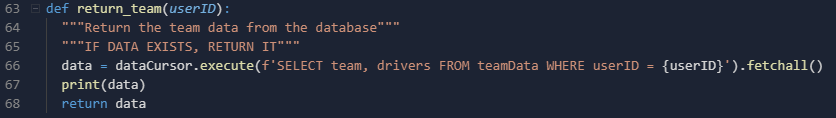 63 def return_team(userID):
64 """Return the team data from the database"""
65 """IF DATA EXISTS, RETURN IT"""
66 data = dataCursor.execute(f'SELECT team, drivers FROM teamData WHERE userID = {userID}').fetchall()
67 print(data)
68 return data